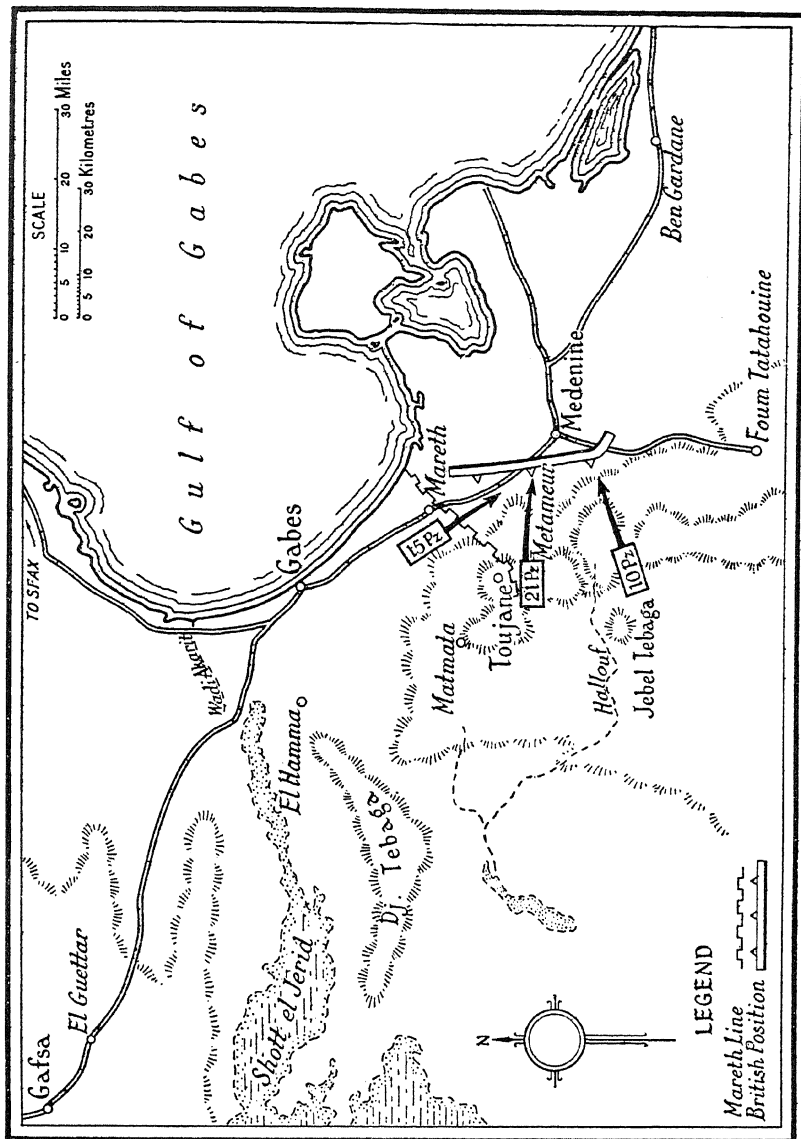 SCALE
0 5 10 20 30 Miles
0 5 10 20 30 Kilometres
TO SFAX
Gulf of Gabes
Gafsa
El Guettar
Wadi Akarit
Gabes
Shott el Jerid
El Hamma
Dj. Tebaga
Mareth
15 Pz
Matmata
Toujane
21 Pz
Metameur
Medenine
Ben Gardane
Hallouf
10 Pz
Jebel Tebaga
Foum Tatahouine
N
LEGEND
Mareth Line
British Position